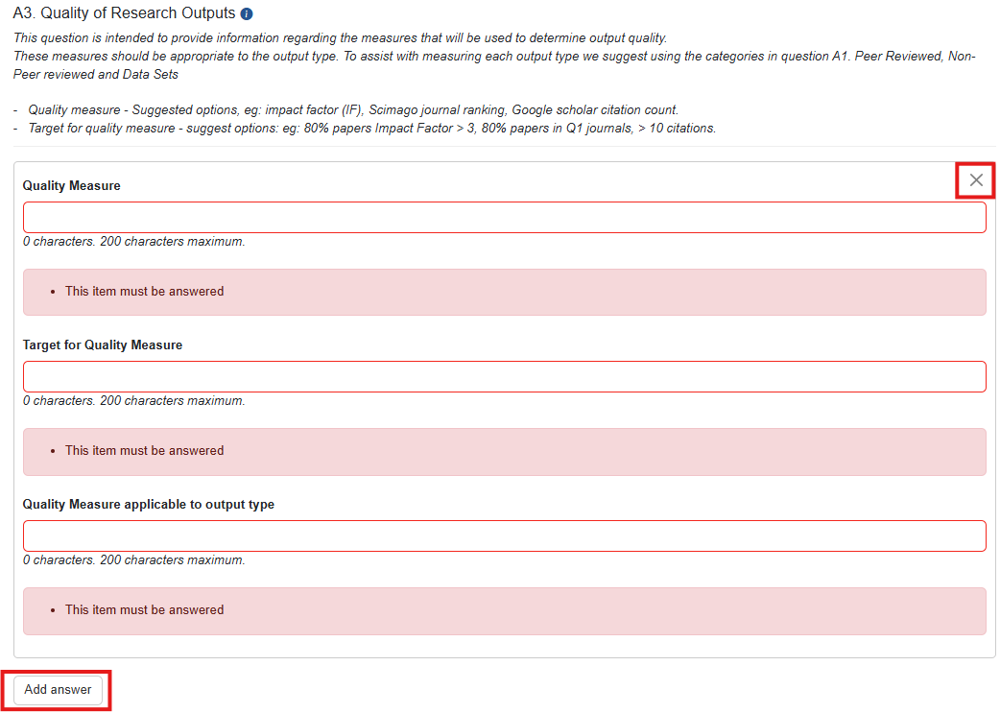 A3. Quality of Research Outputs i
This question is intended to provide information regarding the measures that will be used to determine output quality.
These measures should be appropriate to the output type. To assist with measuring each output type we suggest using the categories in question A1. Peer Reviewed, Non-
Peer reviewed and Data Sets
- Quality measure - Suggested options, eg: impact factor (IF), Scimago journal ranking, Google scholar citation count.
- Target for quality measure - suggest options: eg: 80% papers Impact Factor > 3, 80% papers in Q1 journals, > 10 citations.
Quality Measure
0 characters. 200 characters maximum.
• This item must be answered
Target for Quality Measure
0 characters. 200 characters maximum.
• This item must be answered
Quality Measure applicable to output type
0 characters. 200 characters maximum.
• This item must be answered
Add answer